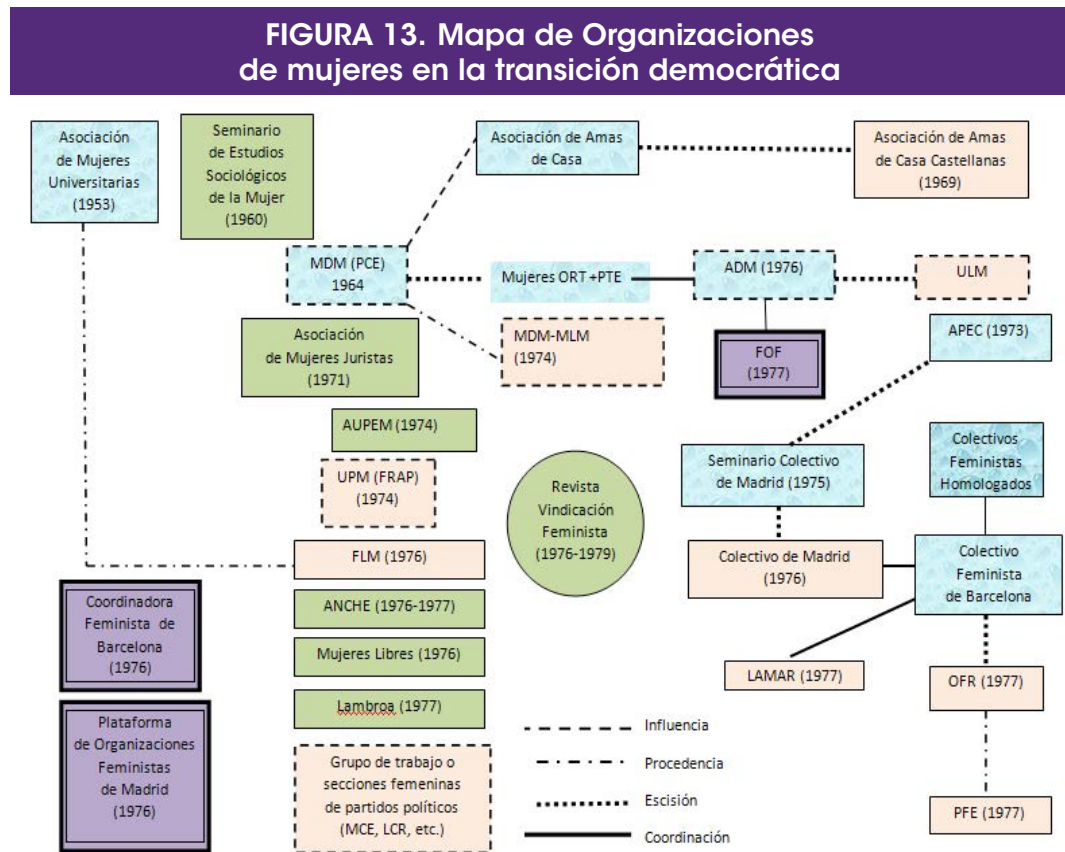 FIGURA 13. Mapa de Organizaciones
de mujeres en la transición democrática
Asociación
de Mujeres
Universitarias
(1953)
Seminario
de Estudios
Sociológicos
de la Mujer
(1960)
Asociación de Amas
de Casa
Asociación de Amas
de Casa Castellanas
(1969)
MDM (PCE)
1964
Mujeres ORT +PTE
ADM (1976)
ULM
Asociación
de Mujeres Juristas
(1971)
MDM-MLM
(1974)
FOF
(1977)
APEC (1973)
AUPEM (1974)
UPM (FRAP)
(1974)
Revista
Vindicación
Feminista
(1976-1979)
Seminario Colectivo
de Madrid (1975)
Colectivos
Feministas
Homologados
FLM (1976)
Colectivo de Madrid
(1976)
Colectivo
Feminista
de Barcelona
Coordinadora
Feminista de
Barcelona
(1976)
ANCHE (1976-1977)
Mujeres Libres (1976)
Lambroa (1977)
LAMAR (1977)
OFR (1977)
Plataforma
de Organizaciones
Feministas
de Madrid
(1976)
Grupo de trabajo o
secciones femeninas
de partidos políticos
(MCE, LCR, etc.)
Influencia
Procedencia
Escisión
Coordinación
PFE (1977)